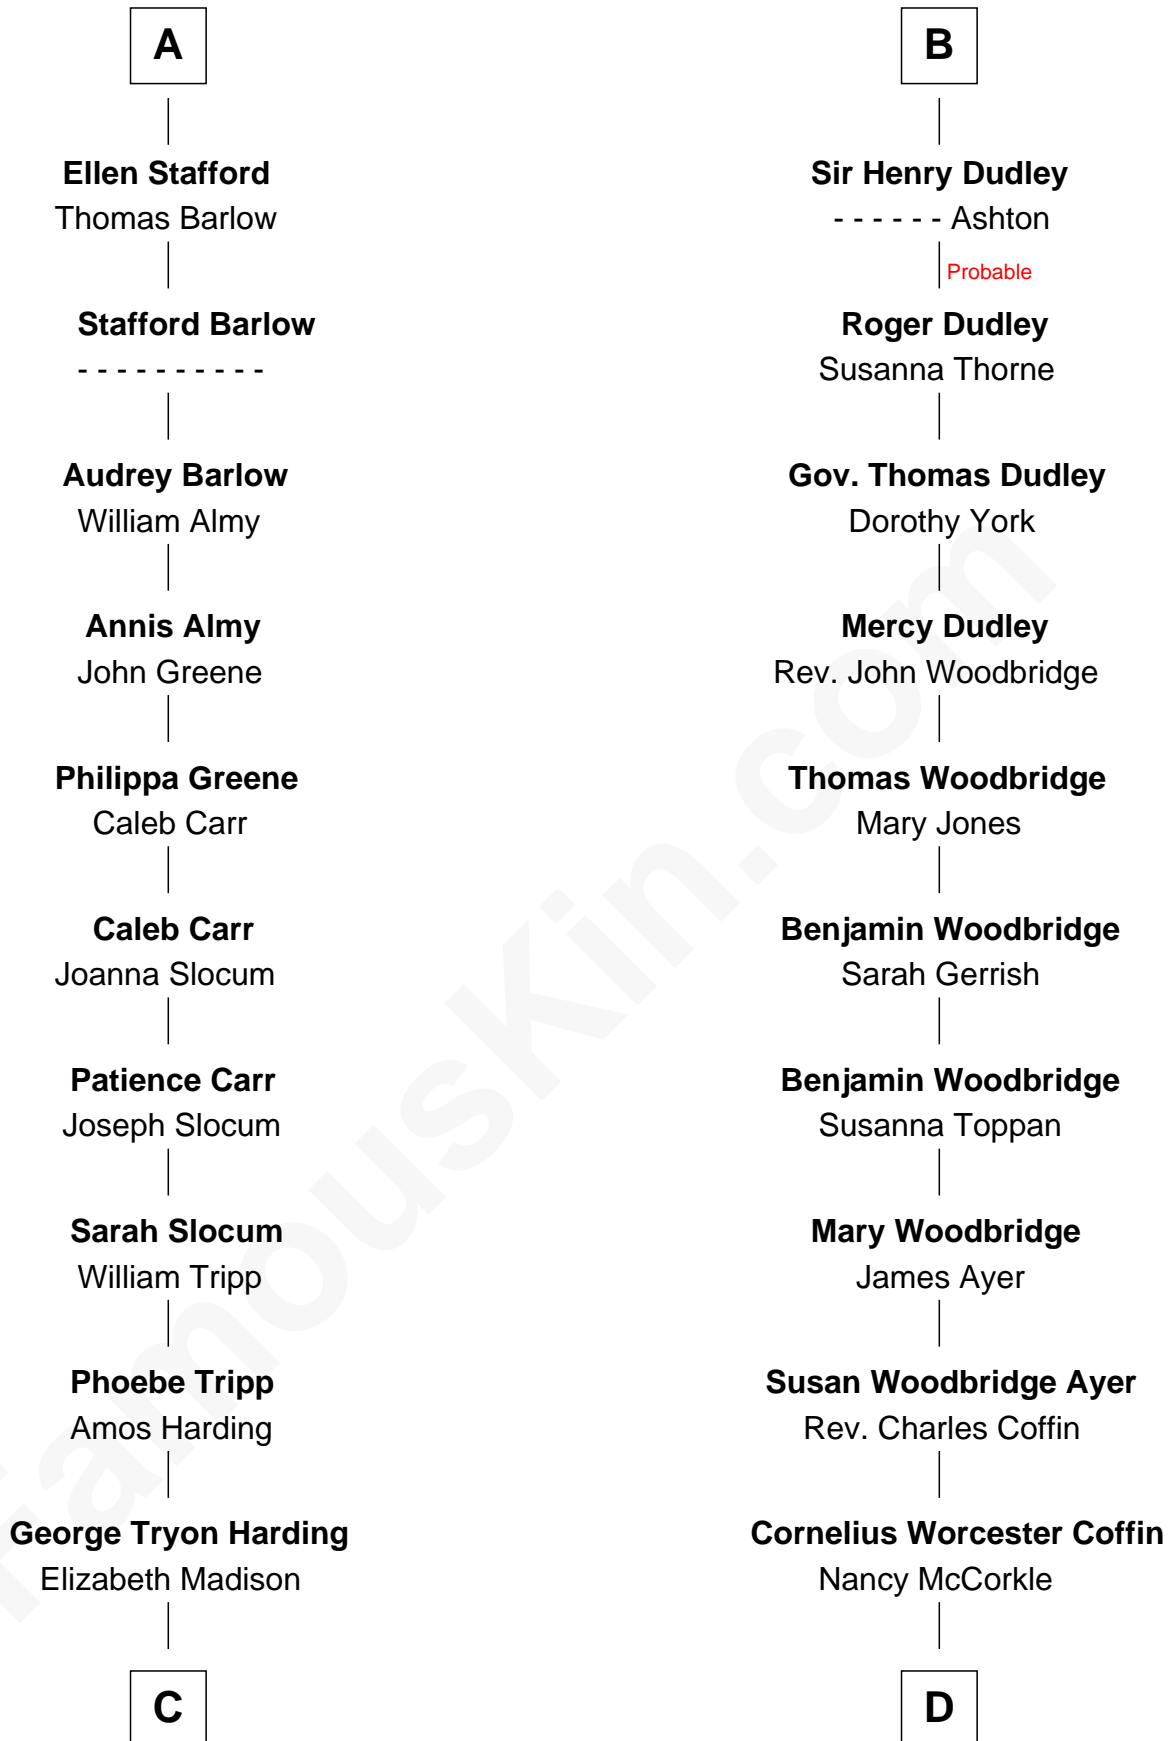 A
Ellen Stafford
Thomas Barlow
Stafford Barlow
- - - - - - - - - -
Audrey Barlow
William Almy
Annis Almy
John Greene
Philippa Greene
Caleb Carr
Caleb Carr
Joanna Slocum
Patience Carr
Joseph Slocum
Sarah Slocum
William Tripp
Phoebe Tripp
Amos Harding
George Tryon Harding
Elizabeth Madison
C
B
Sir Henry Dudley
- - - - - - Ashton
Probable
Roger Dudley
Susanna Thorne
Gov. Thomas Dudley
Dorothy York
Mercy Dudley
Rev. John Woodbridge
Thomas Woodbridge
Mary Jones
Benjamin Woodbridge
Sarah Gerrish
Benjamin Woodbridge
Susanna Toppan
Mary Woodbridge
James Ayer
Susan Woodbridge Ayer
Rev. Charles Coffin
Cornelius Worcester Coffin
Nancy McCorkle
D
FamousKin.com